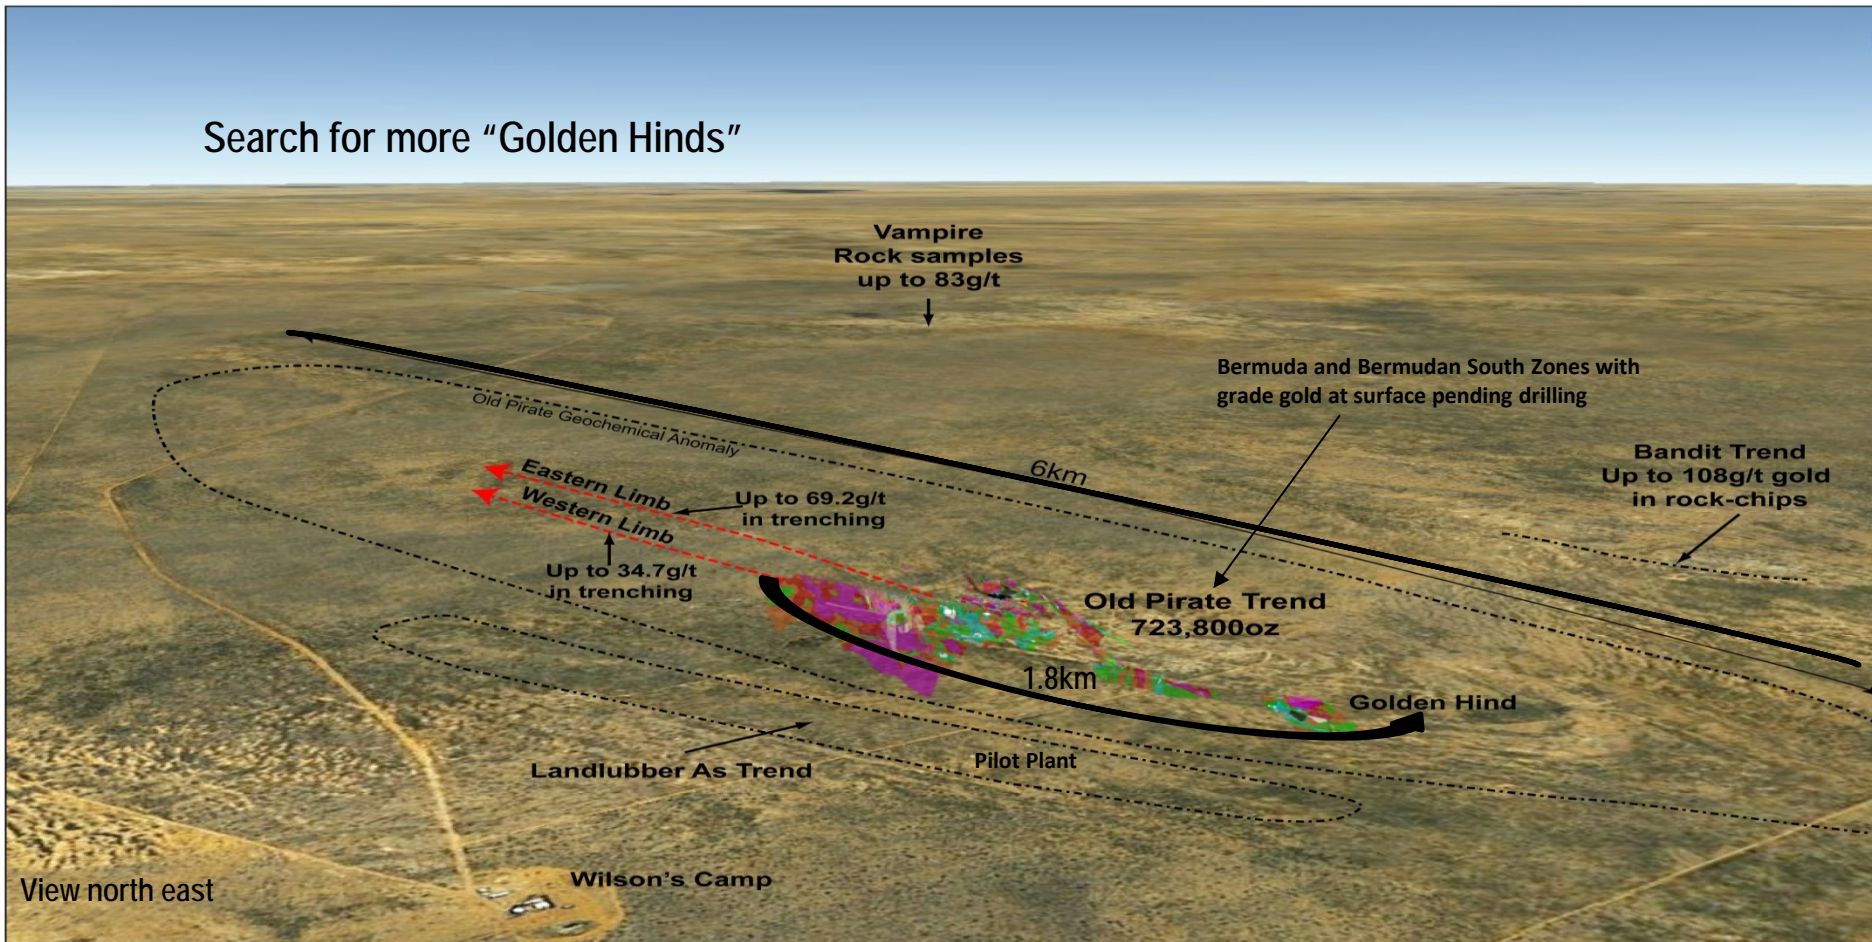 Search for more “Golden Hinds”
Vampire
Rock samples
up to 83g/t
Bermuda and Bermudan South Zones with
grade gold at surface pending drilling
Old Pirate Geochemical Anomaly
6km
Bandit Trend
Up to 108g/t gold
in rock-chips
Eastern Limb
Western Limb
Up to 69.2g/t
in trenching
Up to 34.7g/t
in trenching
Old Pirate Trend
723,800oz
1.8km
Golden Hind
Landlubber As Trend
Pilot Plant
Wilson's Camp
View north east